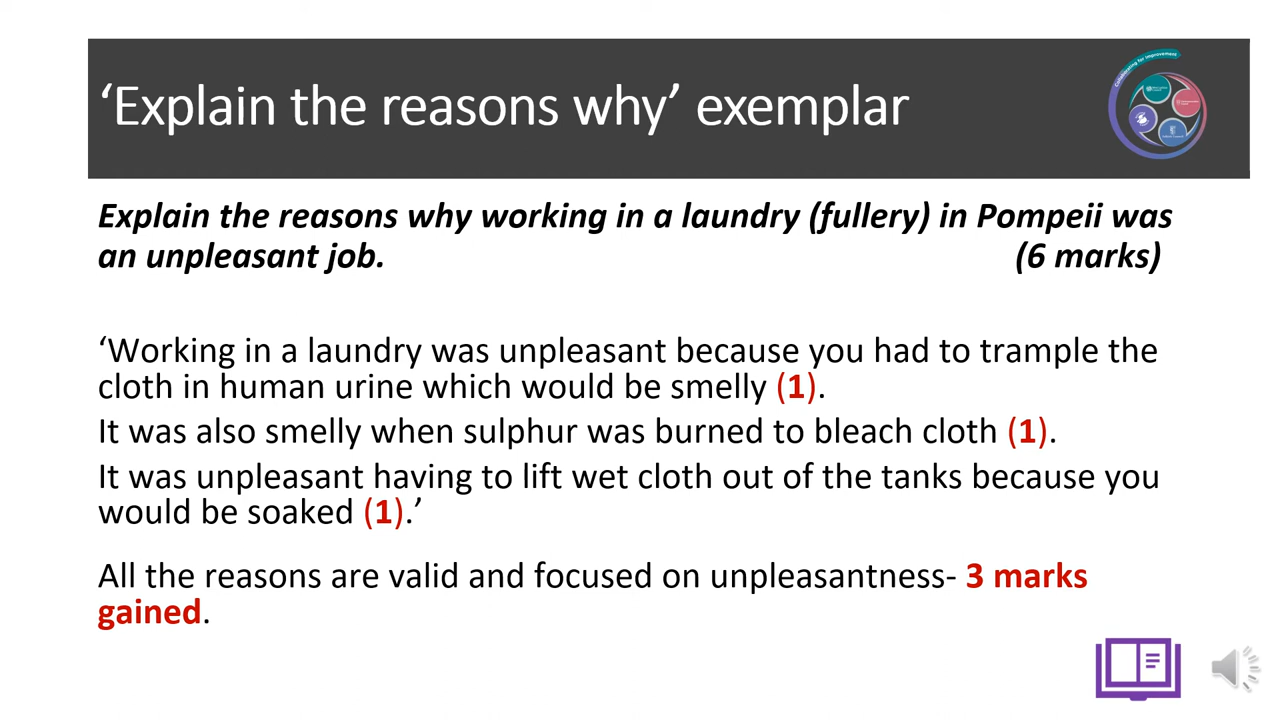 ‘Explain the reasons why’ exemplar
Collaborating for improvement
Explain the reasons why working in a laundry (fullery) in Pompeii was
an unpleasant job. (6 marks)
‘Working in a laundry was unpleasant because you had to trample the
cloth in human urine which would be smelly (1).
It was also smelly when sulphur was burned to bleach cloth (1).
It was unpleasant having to lift wet cloth out of the tanks because you
would be soaked (1).’
All the reasons are valid and focused on unpleasantness- 3 marks
gained.